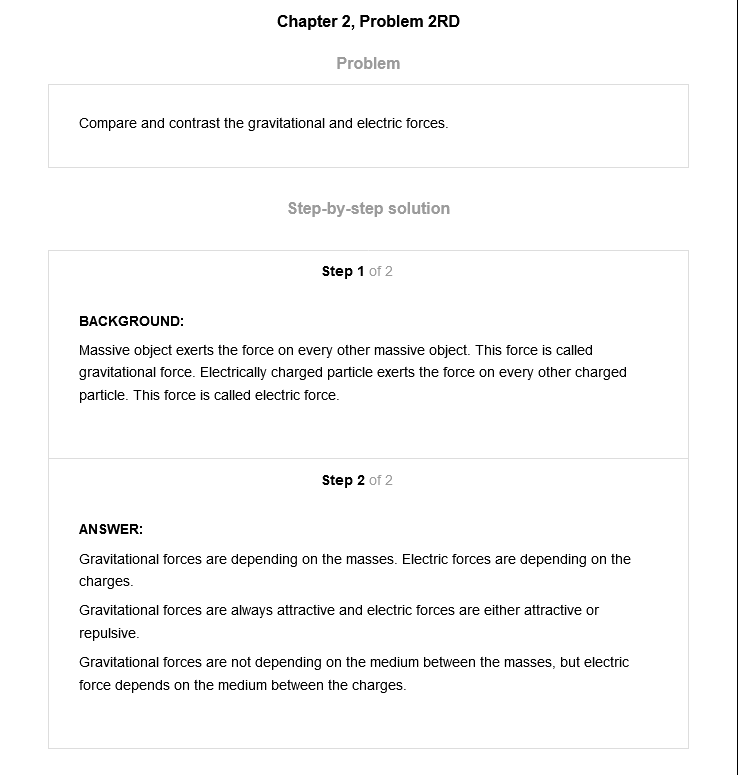 Chapter 2, Problem 2RD
Problem
Compare and contrast the gravitational and electric forces.
Step-by-step solution
Step 1 of 2
BACKGROUND:
Massive object exerts the force on every other massive object. This force is called
gravitational force. Electrically charged particle exerts the force on every other charged
particle. This force is called electric force.
Step 2 of 2
ANSWER:
Gravitational forces are depending on the masses. Electric forces are depending on the
charges.
Gravitational forces are always attractive and electric forces are either attractive or
repulsive.
Gravitational forces are not depending on the medium between the masses, but electric
force depends on the medium between the charges.